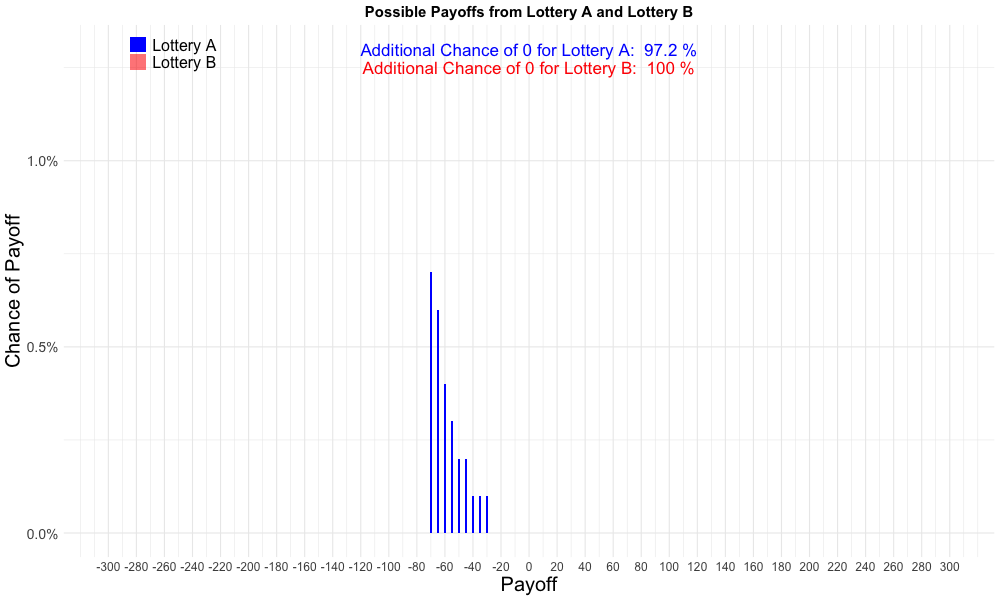 Possible Payoffs from Lottery A and Lottery B
Lottery A
Lottery B
Additional Chance of 0 for Lottery A:  97.2 %
Additional Chance of 0 for Lottery B:  100 %
Chance of Payoff
1.0%
0.5%
0.0%
-300 -280 -260 -240 -220 -200 -180 -160 -140 -120 -100 -80 -60 -40 -20 0 20 40 60 80 100 120 140 160 180 200 220 240 260 280 300
Payoff